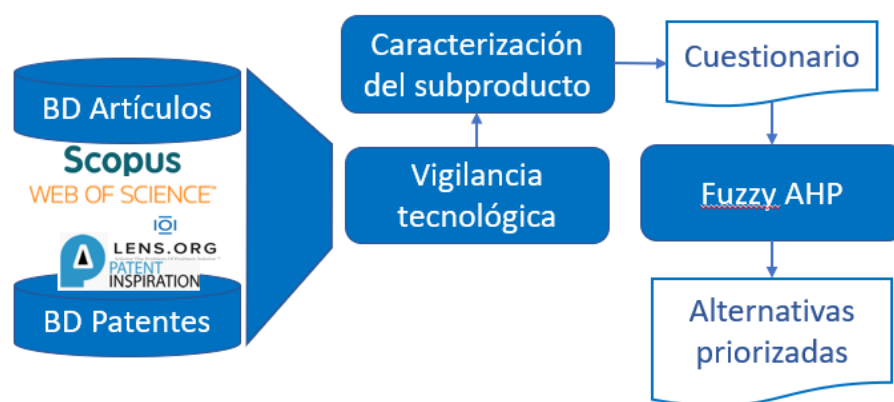 BD Artículos
Scopus
WEB OF SCIENCE™
LENS.ORG
PATENT
INSPIRATION
BD Patentes
Caracterización
del subproducto
Vigilancia
tecnológica
Cuestionario
Fuzzy AHP
Alternativas
priorizadas